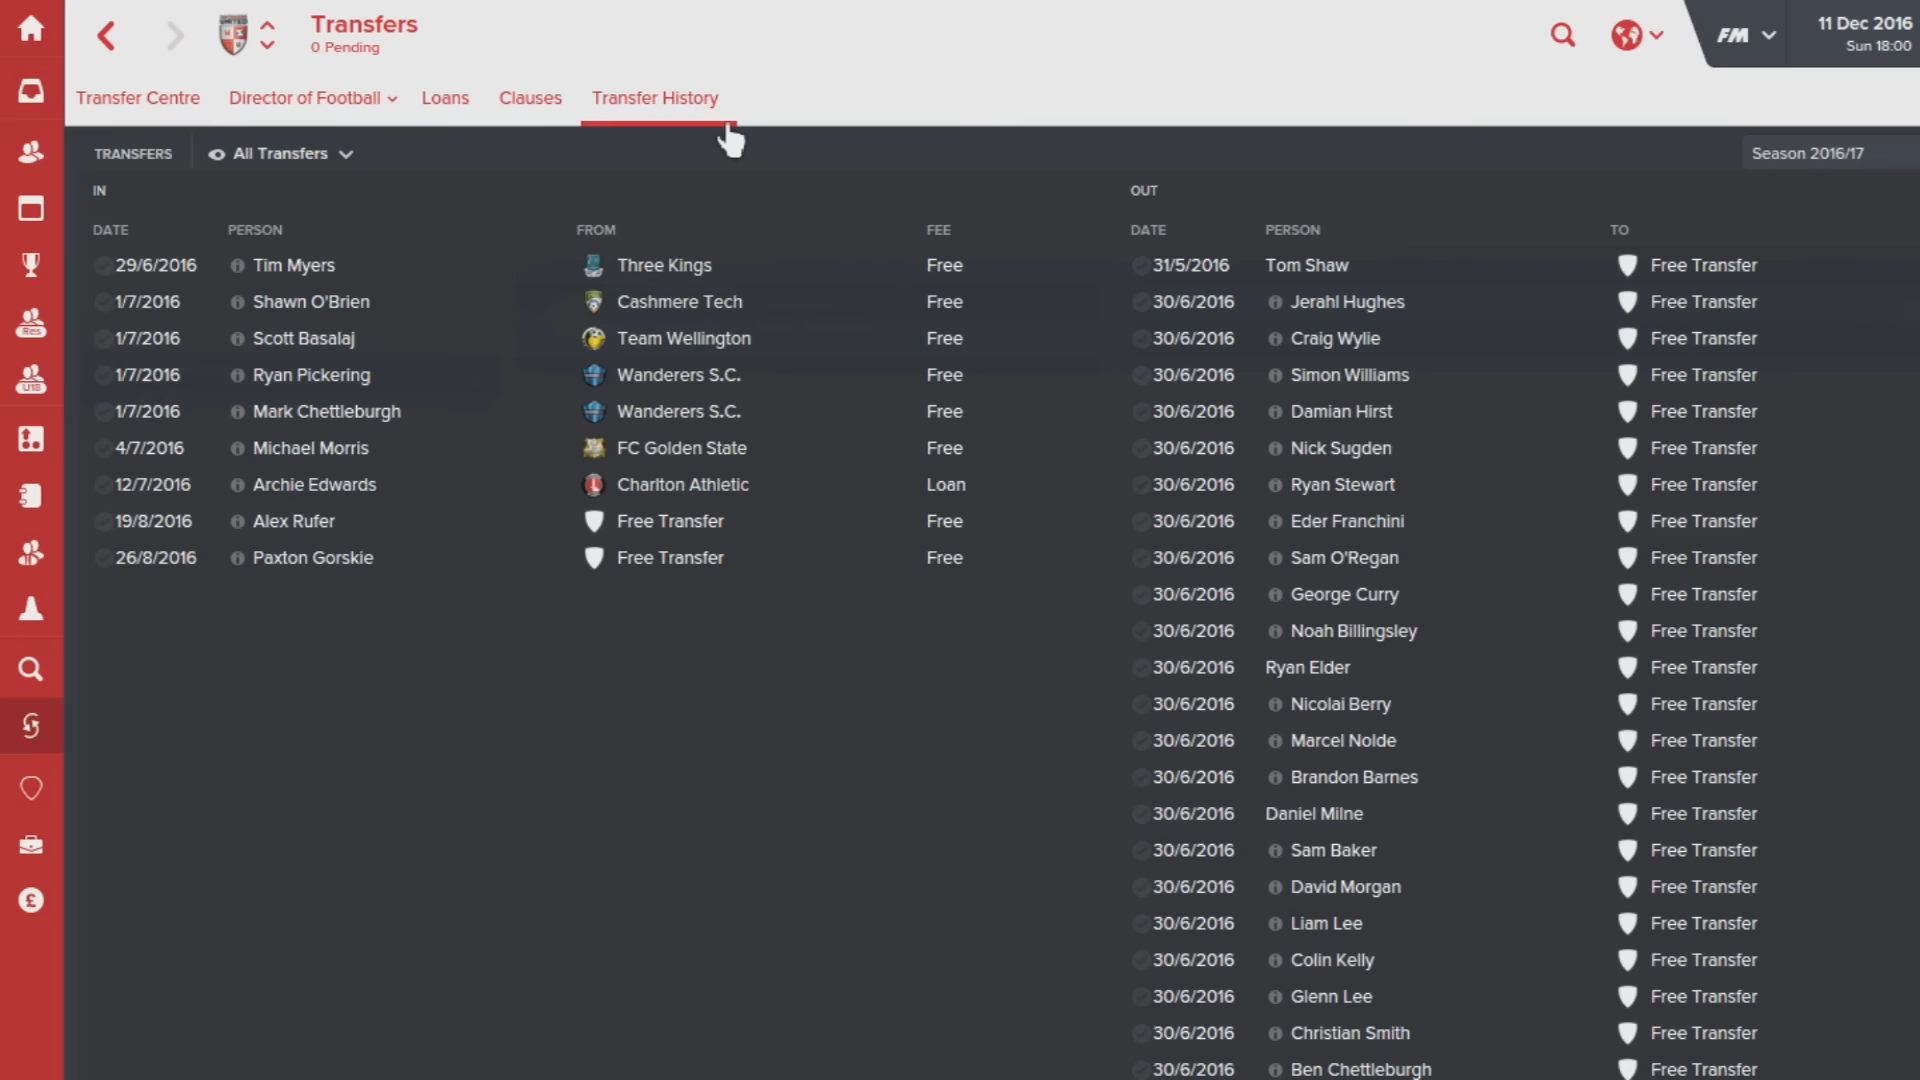 Transfers
0 Pending
FM
11 Dec 2016
Sun 18:00
Transfer Centre Director of Football Loans Clauses Transfer History
TRANSFERS All Transfers Season 2016/17
IN
DATE PERSON FROM FEE
29/6/2016 Tim Myers Three Kings Free
1/7/2016 Shawn O'Brien Cashmere Tech Free
1/7/2016 Scott Basalaj Team Wellington Free
1/7/2016 Ryan Pickering Wanderers S.C. Free
1/7/2016 Mark Chettleburgh Wanderers S.C. Free
4/7/2016 Michael Morris FC Golden State Free
12/7/2016 Archie Edwards Charlton Athletic Loan
19/8/2016 Alex Rufer Free Transfer Free
26/8/2016 Paxton Gorskie Free Transfer Free
OUT
DATE PERSON TO
31/5/2016 Tom Shaw Free Transfer
30/6/2016 Jerahl Hughes Free Transfer
30/6/2016 Craig Wylie Free Transfer
30/6/2016 Simon Williams Free Transfer
30/6/2016 Damian Hirst Free Transfer
30/6/2016 Nick Sugden Free Transfer
30/6/2016 Ryan Stewart Free Transfer
30/6/2016 Eder Franchini Free Transfer
30/6/2016 Sam O'Regan Free Transfer
30/6/2016 George Curry Free Transfer
30/6/2016 Noah Billingsley Free Transfer
30/6/2016 Ryan Elder Free Transfer
30/6/2016 Nicolai Berry Free Transfer
30/6/2016 Marcel Nolde Free Transfer
30/6/2016 Brandon Barnes Free Transfer
30/6/2016 Daniel Milne Free Transfer
30/6/2016 Sam Baker Free Transfer
30/6/2016 David Morgan Free Transfer
30/6/2016 Liam Lee Free Transfer
30/6/2016 Colin Kelly Free Transfer
30/6/2016 Glenn Lee Free Transfer
30/6/2016 Christian Smith Free Transfer
30/6/2016 Ben Chettleburgh Free Transfer
Res
U18
£